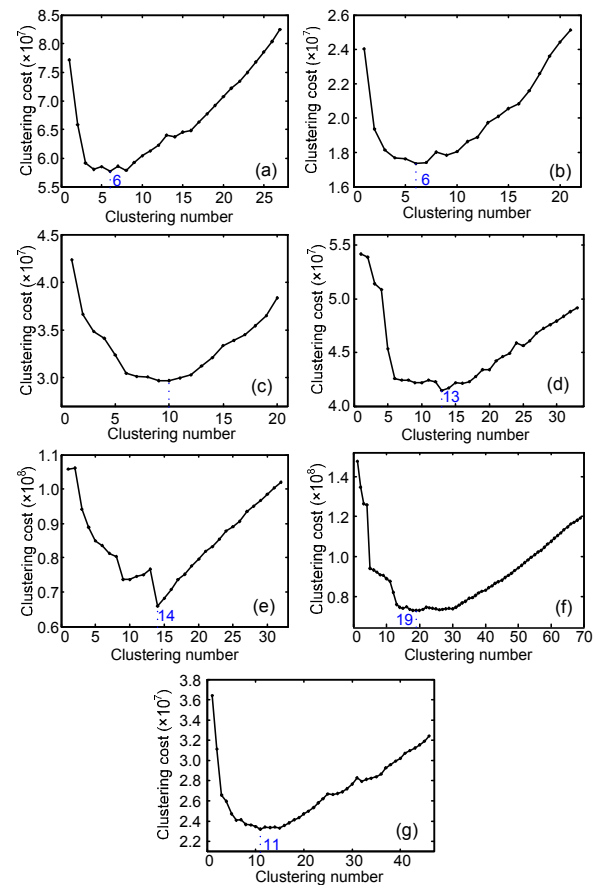 Clustering cost (×10⁷)
8.5
8.0
7.5
7.0
6.5
6.0
5.5
6
(a)
0 5 10 15 20 25
Clustering number
Clustering cost (×10⁷)
2.6
2.4
2.2
2.0
1.8
1.6
6
(b)
0 5 10 15 20
Clustering number
Clustering cost (×10⁷)
4.5
4.0
3.5
3.0
(c)
0 5 10 15 20
Clustering number
Clustering cost (×10⁷)
5.5
5.0
4.5
4.0
13
(d)
0 5 10 15 20 25 30
Clustering number
Clustering cost (×10⁸)
1.1
1.0
0.9
0.8
0.7
0.6
14
(e)
0 5 10 15 20 25 30
Clustering number
Clustering cost (×10⁸)
1.4
1.2
1.0
0.8
19
(f)
0 10 20 30 40 50 60 70
Clustering number
Clustering cost (×10⁷)
3.8
3.6
3.4
3.2
3.0
2.8
2.6
2.4
2.2
11
(g)
0 10 20 30 40
Clustering number